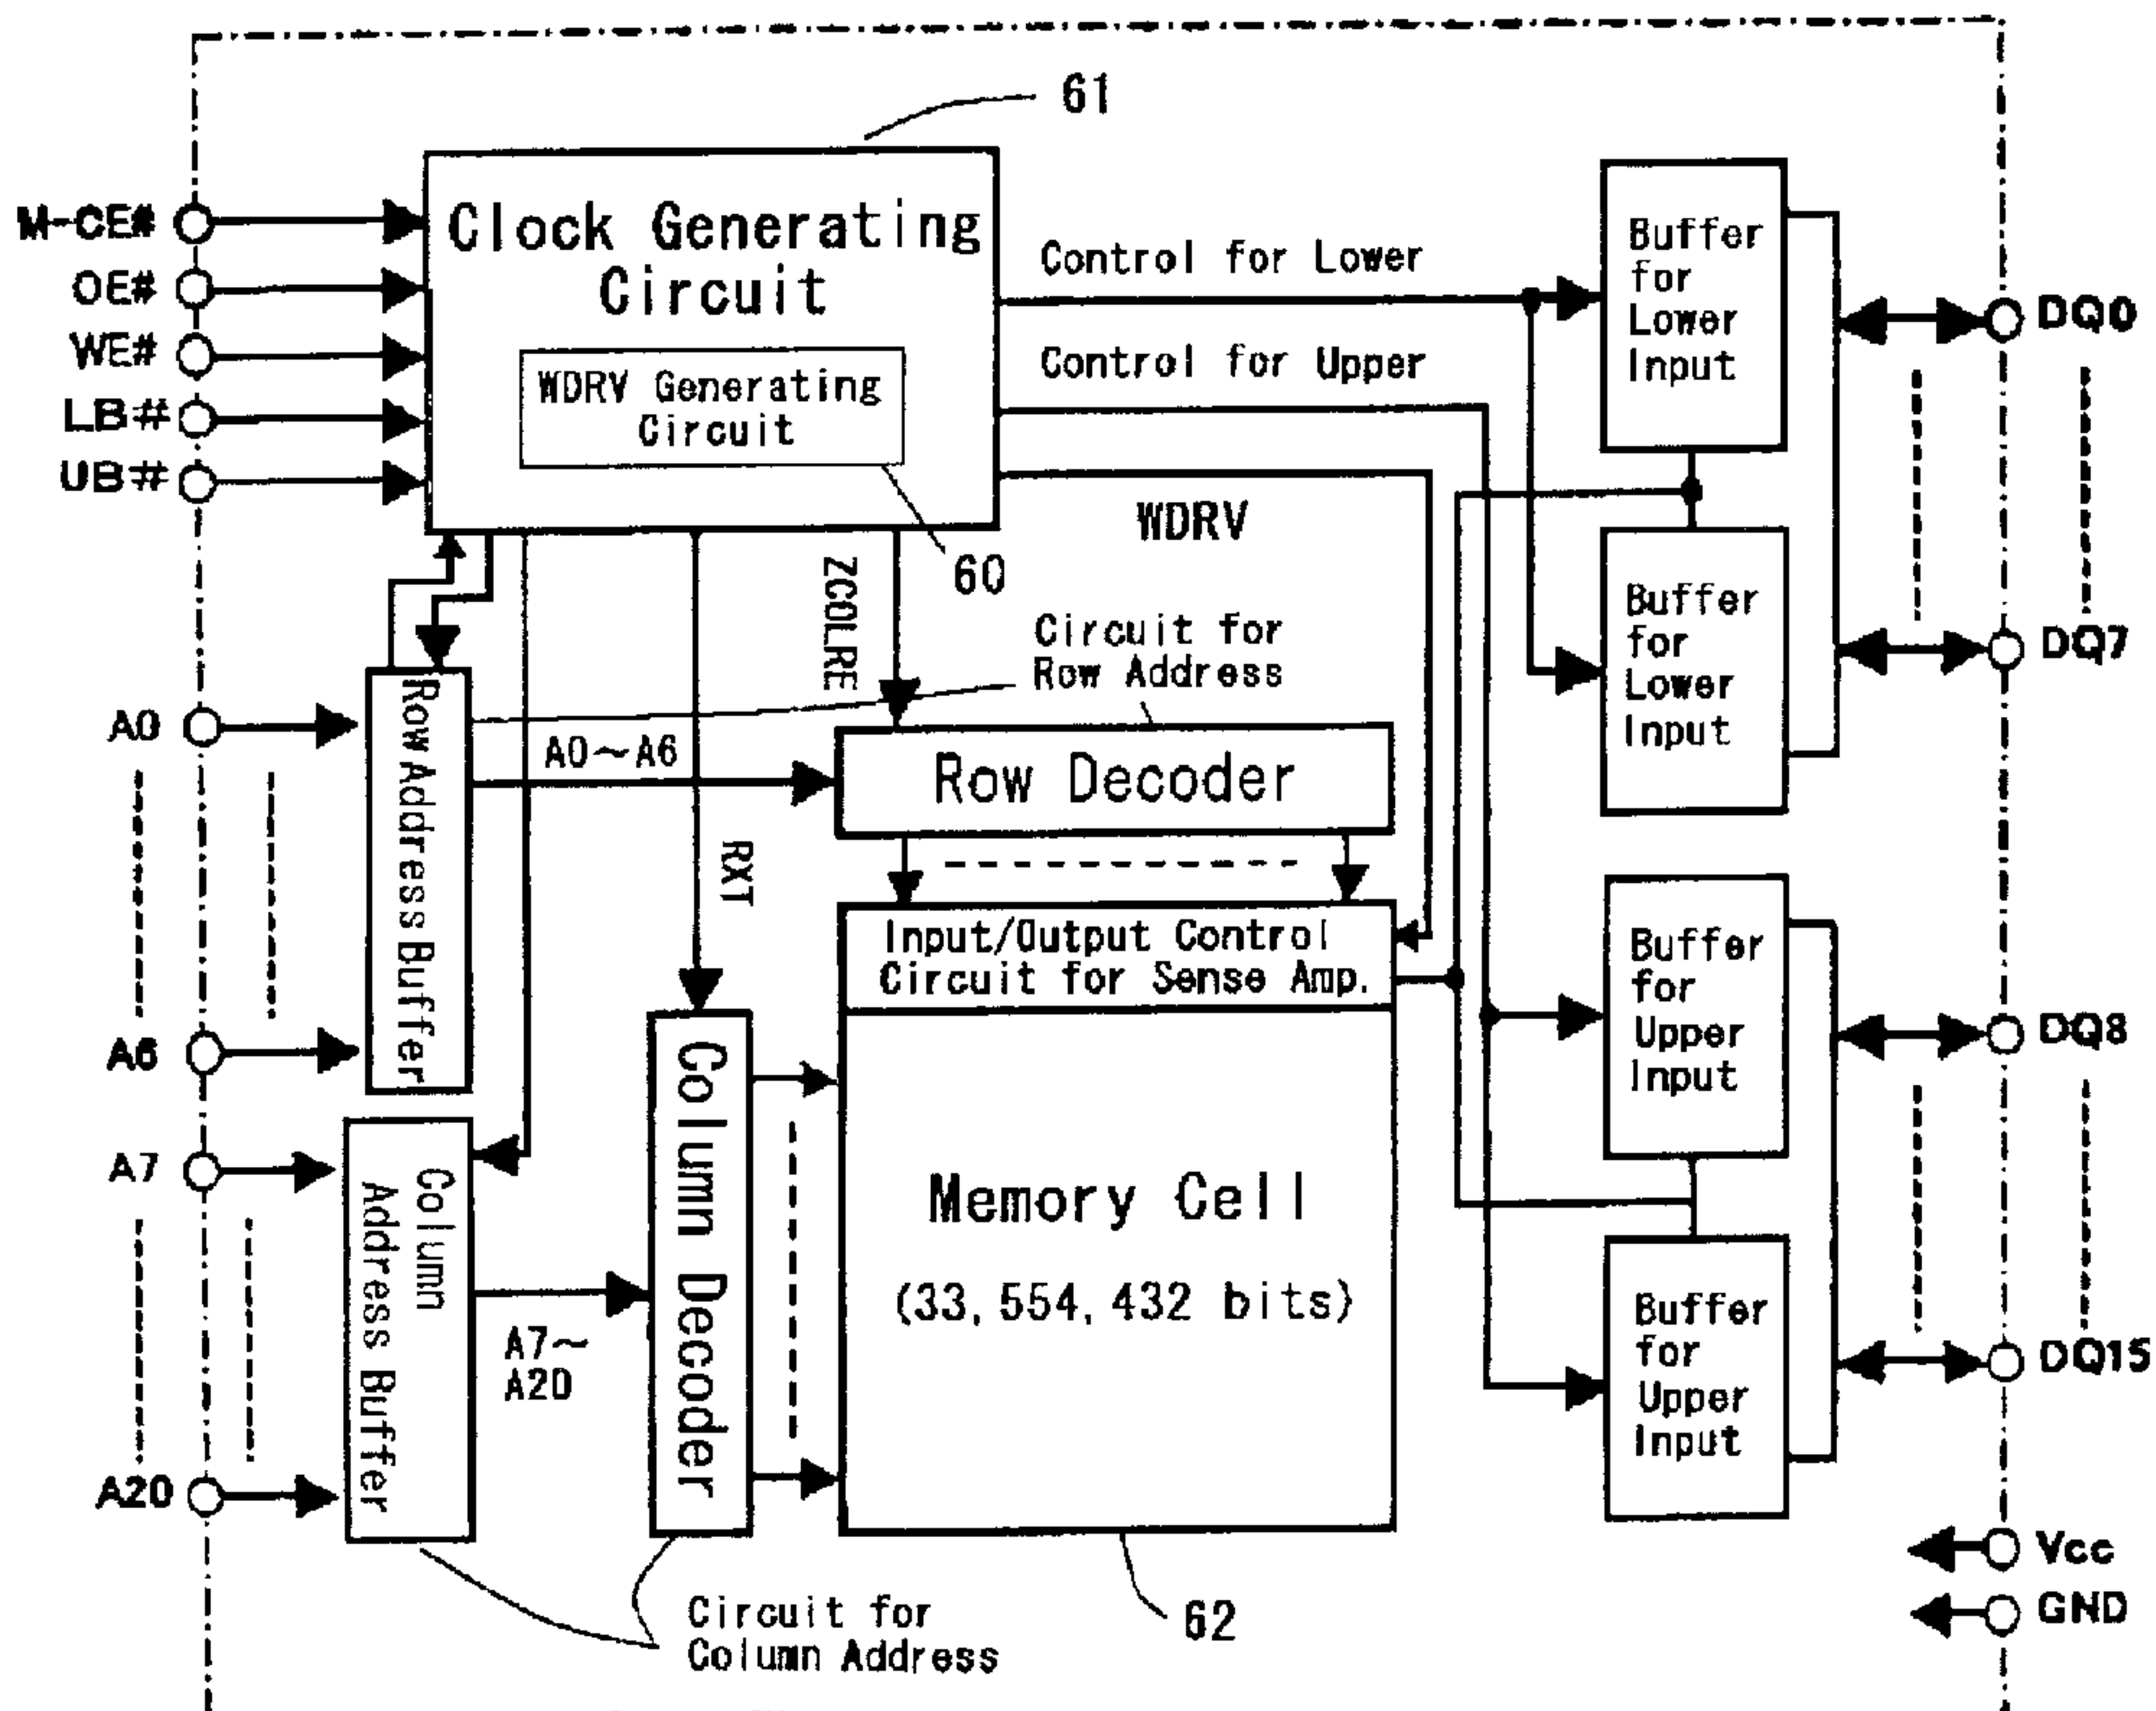 61
M-CE#
OE#
WE#
LB#
UB#
Clock Generating
Circuit
WDRV Generating
Circuit
60
Control for Lower
Control for Upper
WDRV
ZCOLRE
RXT
Circuit for
Row Address
A0
A6
A7
A20
Row Address Buffer
A0~A6
Row Decoder
Input/Output Control
Circuit for Sense Amp.
Memory Cell
(33,554,432 bits)
62
Column
Address Buffer
A7~
A20
Column Decoder
Circuit for
Column Address
Buffer
for
Lower
Input
Buffer
for
Lower
Input
Buffer
for
Upper
Input
Buffer
for
Upper
Input
DQ0
DQ7
DQ8
DQ15
Vcc
GND